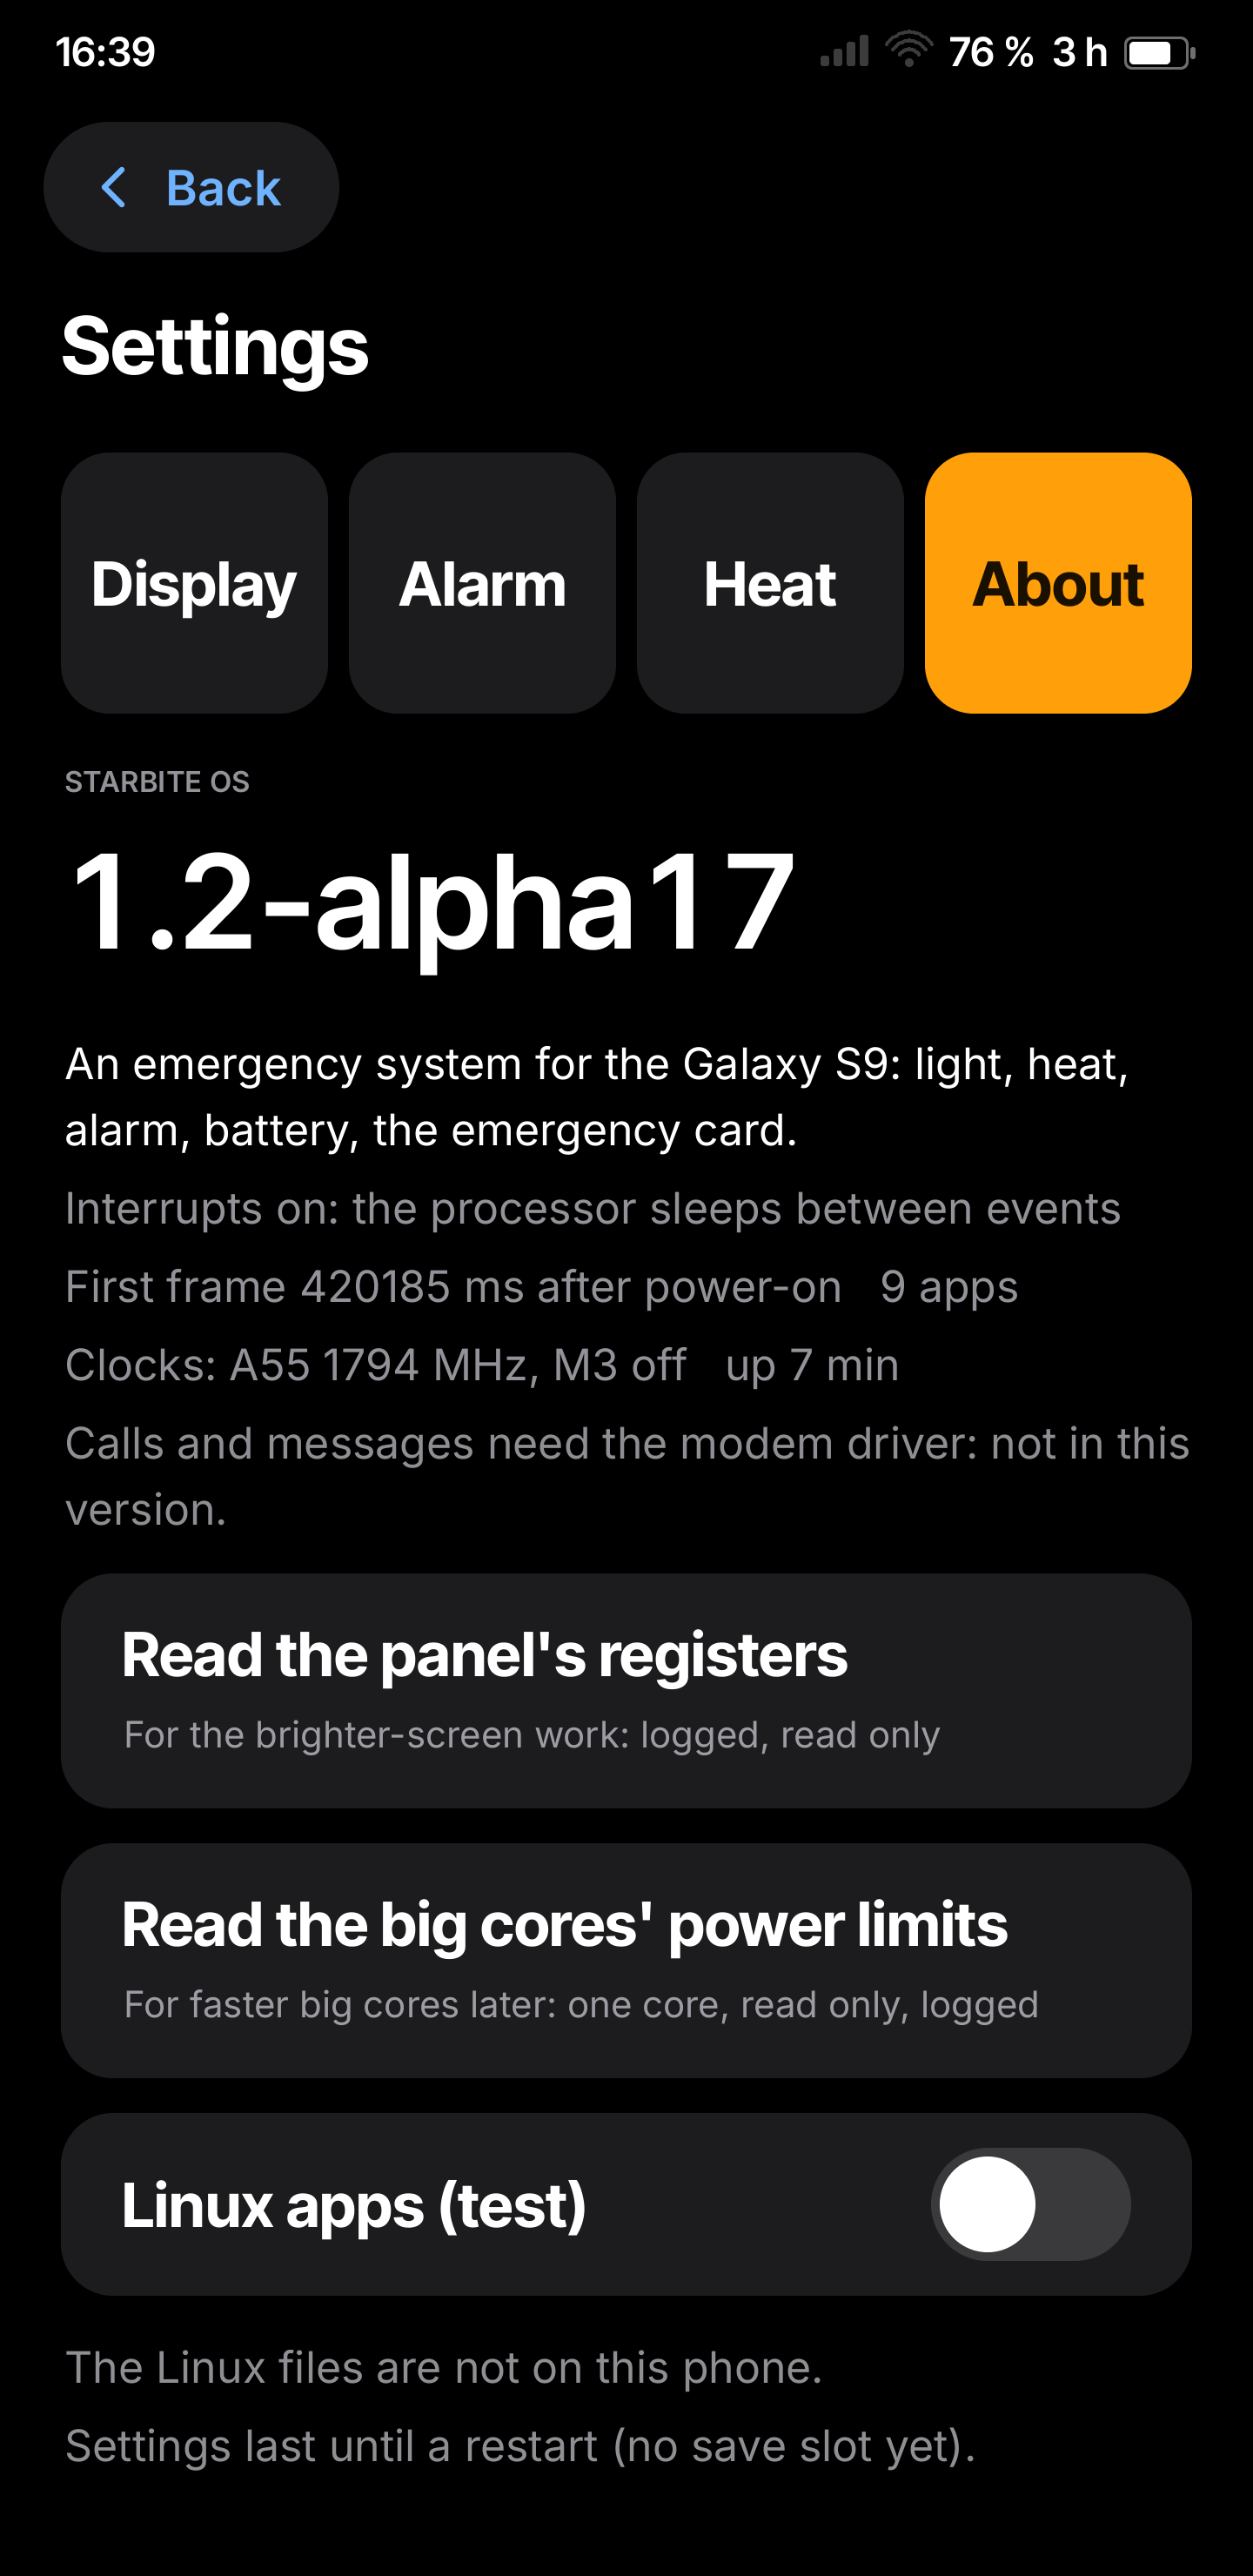 16:39
76 % 3 h
Back
Settings
Display
Alarm
Heat
About
STARBITE OS
1.2-alpha17
An emergency system for the Galaxy S9: light, heat,
alarm, battery, the emergency card.
Interrupts on: the processor sleeps between events
First frame 420185 ms after power-on 9 apps
Clocks: A55 1794 MHz, M3 off up 7 min
Calls and messages need the modem driver: not in this
version.
Read the panel's registers
For the brighter-screen work: logged, read only
Read the big cores' power limits
For faster big cores later: one core, read only, logged
Linux apps (test)
The Linux files are not on this phone.
Settings last until a restart (no save slot yet).